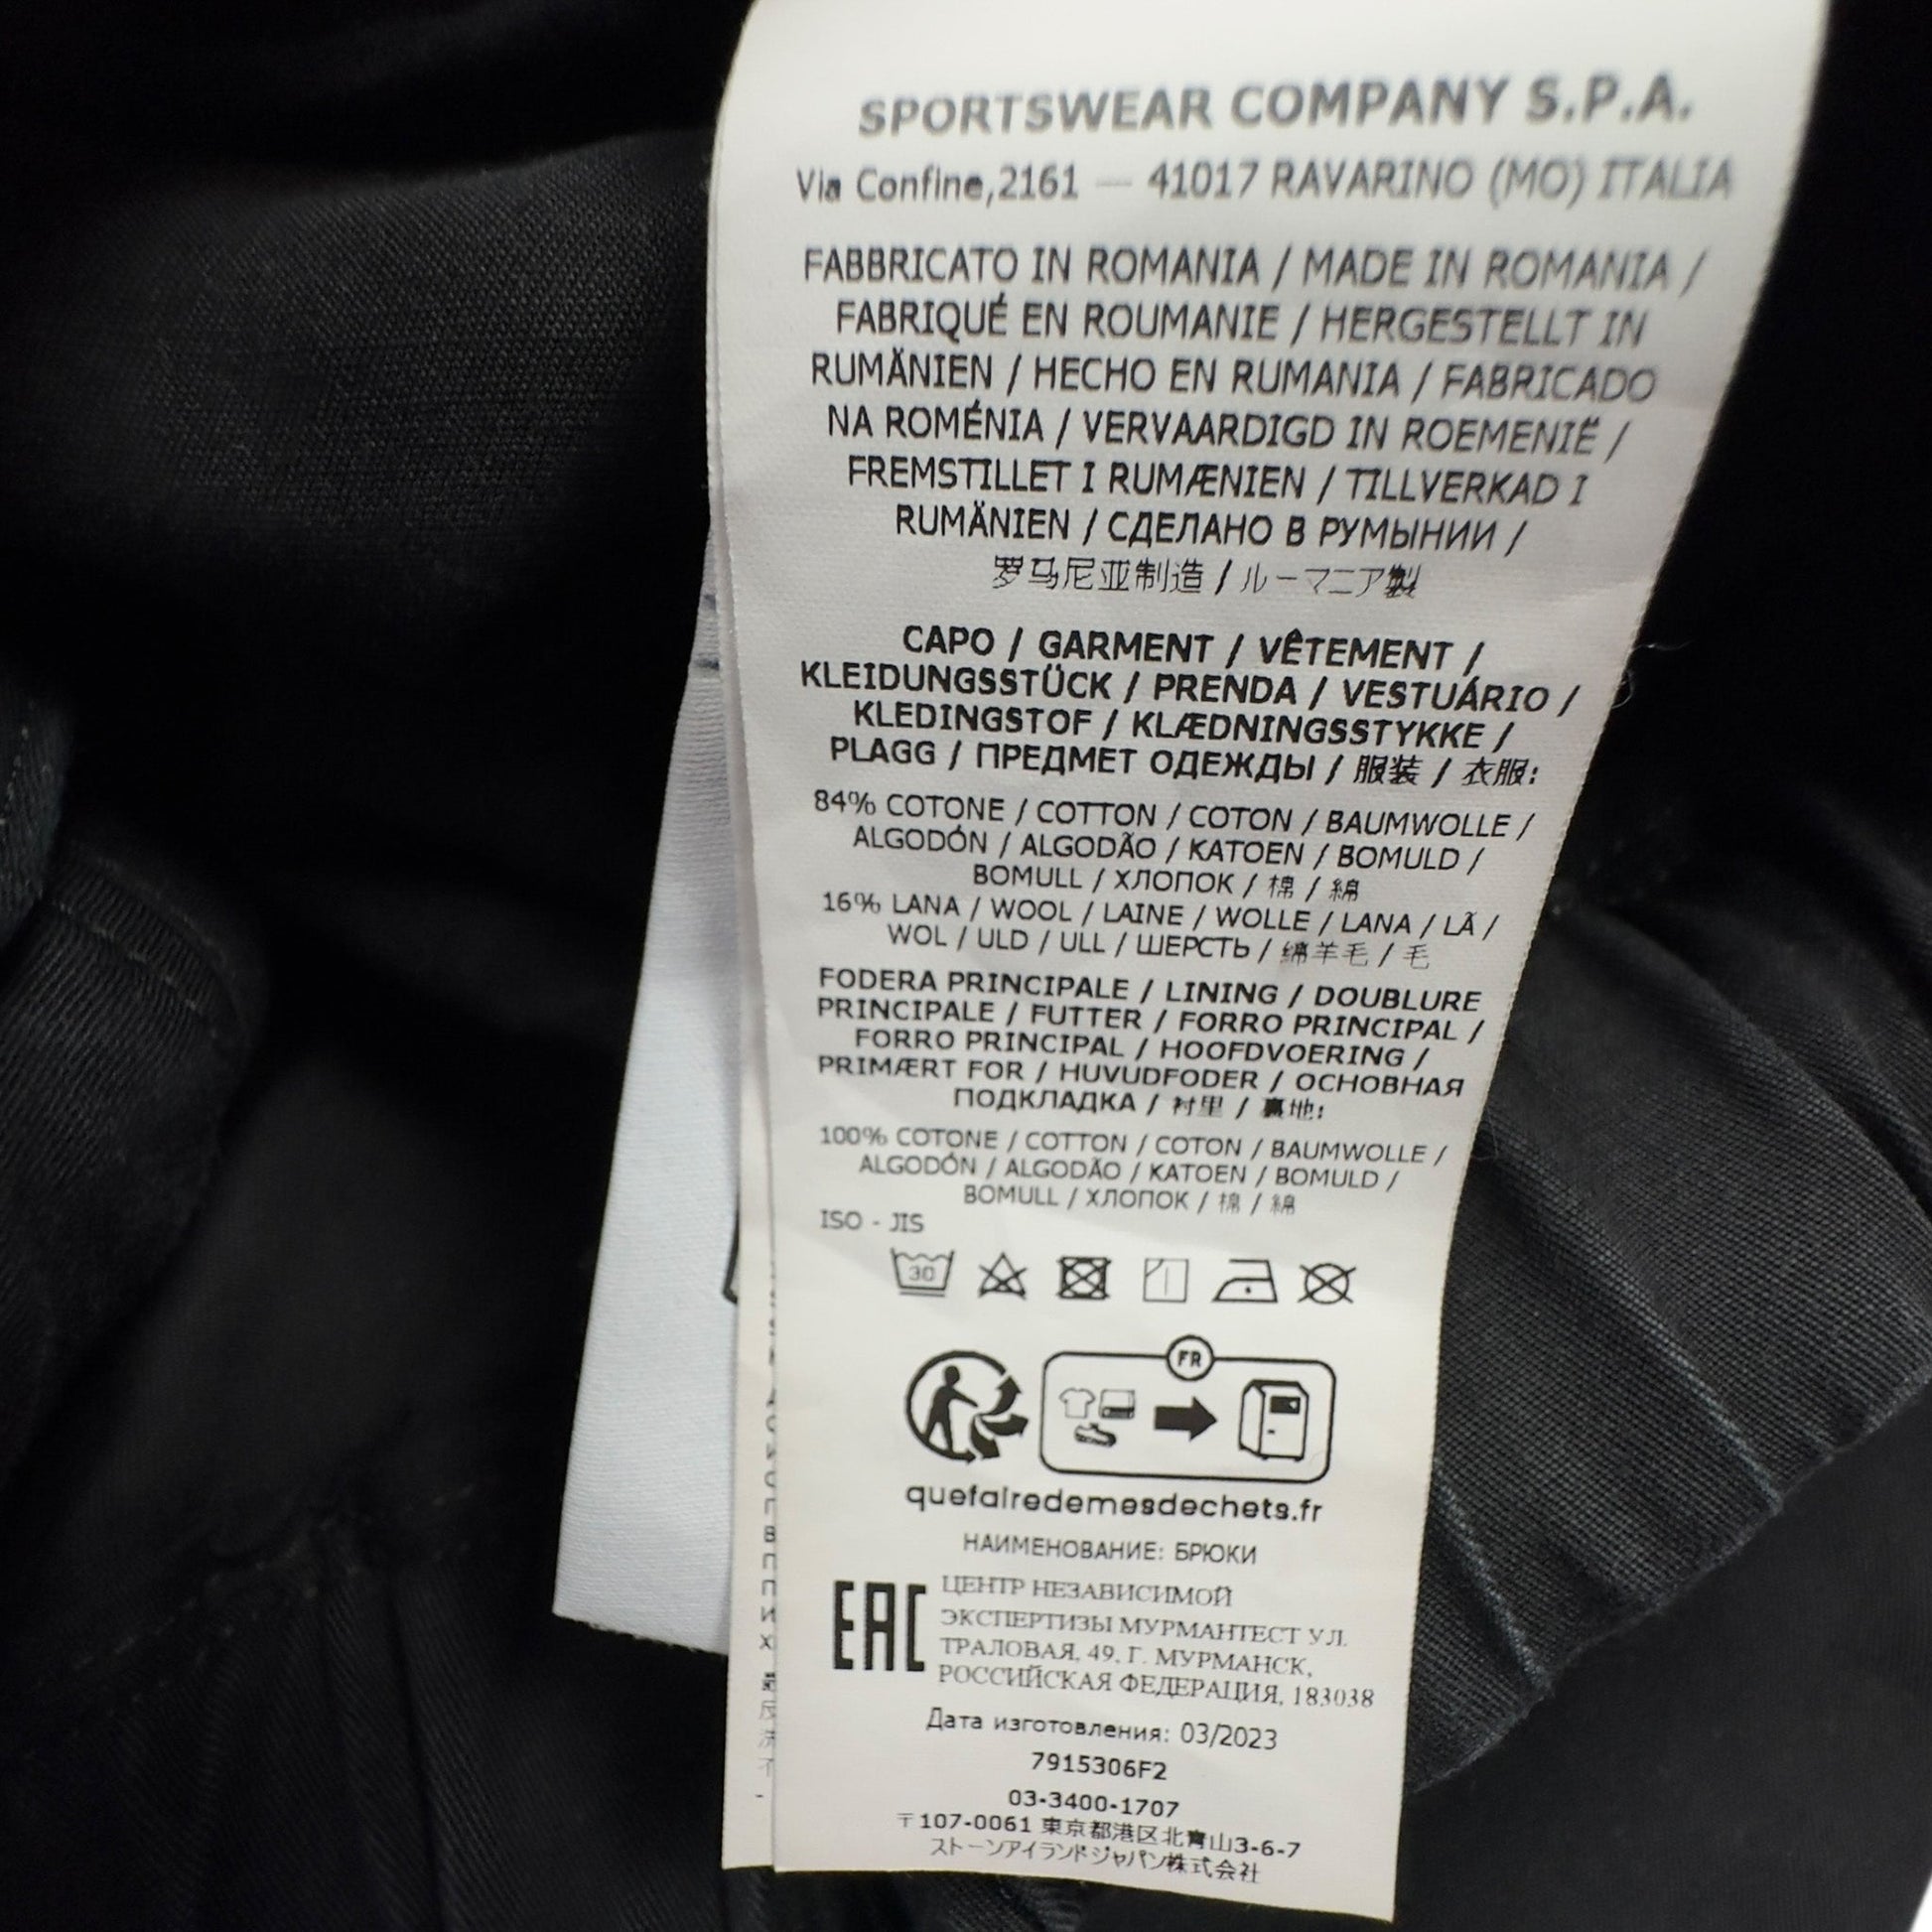 SPORTSWEAR COMPANY S.P.A.
Via Confine,2161 — 41017 RAVARINO (MO) ITALIA
FABBRICATO IN ROMANIA / MADE IN ROMANIA /
FABRIQUÉ EN ROUMANIE / HERGESTELLT IN
RUMÄNIEN / HECHO EN RUMANIA / FABRICADO
NA ROMÉNIA / VERVAARDIGD IN ROEMENIË /
FREMSTILLET I RUMÆNIEN / TILLVERKAD I
RUMÄNIEN / СДЕЛАНО В РУМЫНИИ /
罗马尼亚制造 / ルーマニア製
CAPO / GARMENT / VÊTEMENT /
KLEIDUNGSSTÜCK / PRENDA / VESTUÁRIO /
KLEDINGSTOF / KLÆDNINGSSTYKKE /
PLAGG / ПРЕДМЕТ ОДЕЖДЫ / 服装 / 衣服:
84% COTONE / COTTON / COTON / BAUMWOLLE /
ALGODÓN / ALGODÃO / KATOEN / BOMULD /
BOMULL / ХЛОПОК / 棉 / 綿
16% LANA / WOOL / LAINE / WOLLE / LANA / LÃ /
WOL / ULD / ULL / ШЕРСТЬ / 绵羊毛 / 毛
FODERA PRINCIPALE / LINING / DOUBLURE
PRINCIPALE / FUTTER / FORRO PRINCIPAL /
FORRO PRINCIPAL / HOOFDVOERING /
PRIMÆRT FOR / HUVUDFODER / ОСНОВНАЯ
ПОДКЛАДКА / 衬里 / 裏地:
100% COTONE / COTTON / COTON / BAUMWOLLE /
ALGODÓN / ALGODÃO / KATOEN / BOMULD /
BOMULL / ХЛОПОК / 棉 / 綿
ISO - JIS
30
FR
quefairedemesdechets.fr
НАИМЕНОВАНИЕ: БРЮКИ
EAC
ЦЕНТР НЕЗАВИСИМОЙ
ЭКСПЕРТИЗЫ МУРМАНТЕСТ УЛ.
ТРАЛОВАЯ, 49, Г. МУРМАНСК,
РОССИЙСКАЯ ФЕДЕРАЦИЯ, 183038
Дата изготовления: 03/2023
7915306F2
03-3400-1707
〒107-0061 東京都港区北青山3-6-7
ストーンアイランドジャパン株式会社